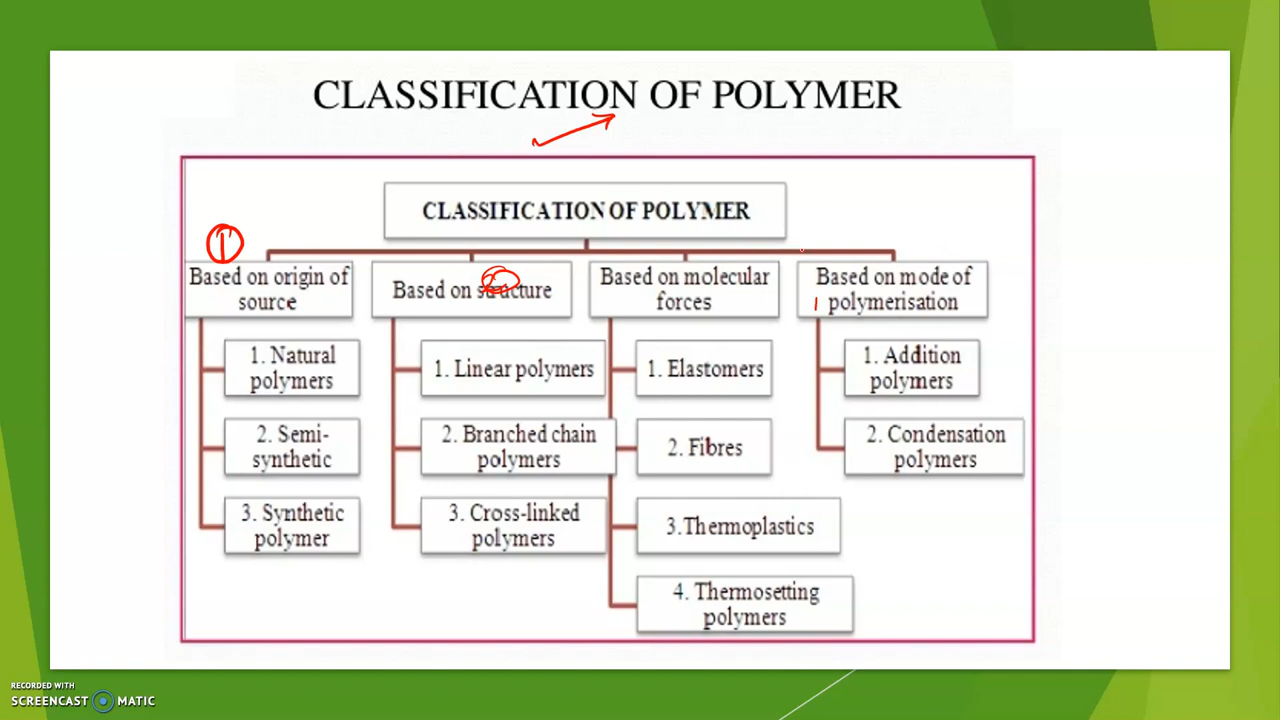 CLASSIFICATION OF POLYMER
CLASSIFICATION OF POLYMER
1
Based on origin of
source
1. Natural
polymers
2. Semi-
synthetic
3. Synthetic
polymer
2
Based on structure
1. Linear polymers
2. Branched chain
polymers
3. Cross-linked
polymers
Based on molecular
forces
1. Elastomers
2. Fibres
3.Thermoplastics
4. Thermosetting
polymers
Based on mode of
polymerisation
1. Addition
polymers
2. Condensation
polymers
RECORDED WITH
SCREENCAST MATIC